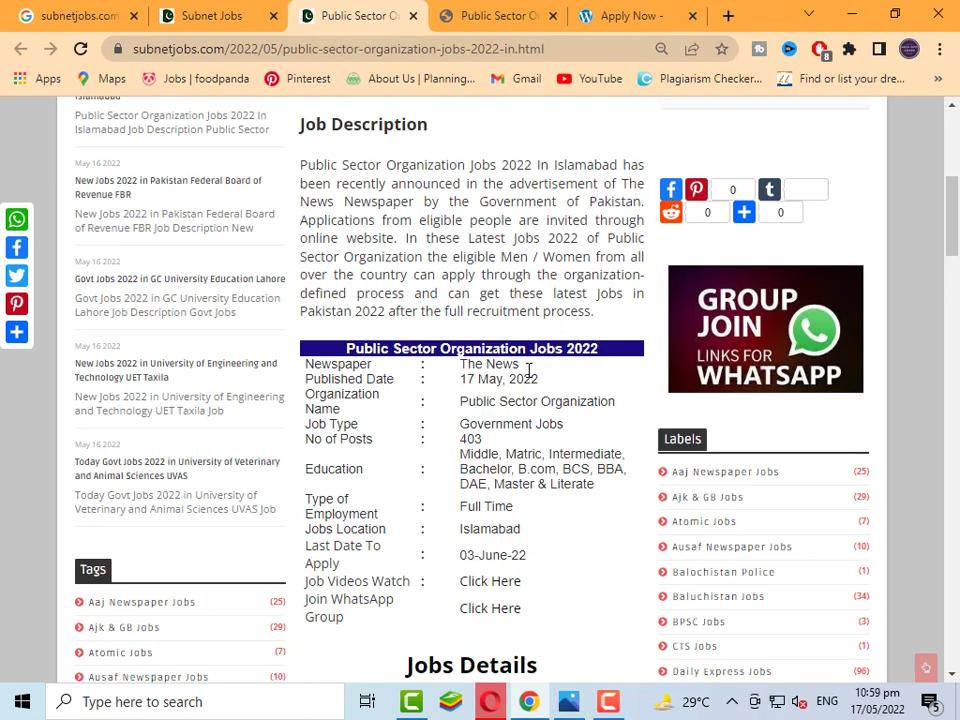 subnetjobs.com/
Subnet Jobs
Public Sector O
Public Sector O
Apply Now -
subnetjobs.com/2022/05/public-sector-organization-jobs-2022-in.html
8
Apps
Maps
Jobs | foodpanda
Pinterest
About Us | Planning...
Gmail
YouTube
Plagiarism Checker...
Find or list your dre...
»
Islamabad
Public Sector Organization Jobs 2022 In
Islamabad Job Description Public Sector
May 16 2022
New Jobs 2022 in Pakistan Federal Board of
Revenue FBR
New Jobs 2022 in Pakistan Federal Board
of Revenue FBR Job Description New
May 16 2022
Govt Jobs 2022 in GC University Education Lahore
Govt Jobs 2022 in GC University Education
Lahore Job Description Govt Jobs
May 16 2022
New Jobs 2022 in University of Engineering and
Technology UET Taxila
New Jobs 2022 in University of Engineering
and Technology UET Taxila Job
May 16 2022
Today Govt Jobs 2022 in University of Veterinary
and Animal Sciences UVAS
Today Govt Jobs 2022 in University of
Veterinary and Animal Sciences UVAS Job
Tags
Aaj Newspaper Jobs (25)
Ajk & GB Jobs (29)
Atomic Jobs (7)
Ausaf Newspaper Jobs (10)
Job Description
Public Sector Organization Jobs 2022 In Islamabad has
been recently announced in the advertisement of The
News Newspaper by the Government of Pakistan.
Applications from eligible people are invited through
online website. In these Latest Jobs 2022 of Public
Sector Organization the eligible Men / Women from all
over the country can apply through the organization-
defined process and can get these latest Jobs in
Pakistan 2022 after the full recruitment process.
Public Sector Organization Jobs 2022
Newspaper : The News
Published Date : 17 May, 2022
Organization
Name : Public Sector Organization
Job Type : Government Jobs
No of Posts : 403
Education : Middle, Matric, Intermediate,
Bachelor, B.com, BCS, BBA,
DAE, Master & Literate
Type of
Employment : Full Time
Jobs Location : Islamabad
Last Date To
Apply : 03-June-22
Job Videos Watch : Click Here
Join WhatsApp
Group : Click Here
Jobs Details
0
0
0
GROUP
JOIN
LINKS FOR
WHATSAPP
Labels
Aaj Newspaper Jobs (25)
Ajk & GB Jobs (29)
Atomic Jobs (7)
Ausaf Newspaper Jobs (10)
Balochistan Police (1)
Baluchistan Jobs (34)
BPSC Jobs (3)
CTS Jobs (1)
Daily Express Jobs (96)
Type here to search
29°C
ENG
10:59 pm
17/05/2022
5